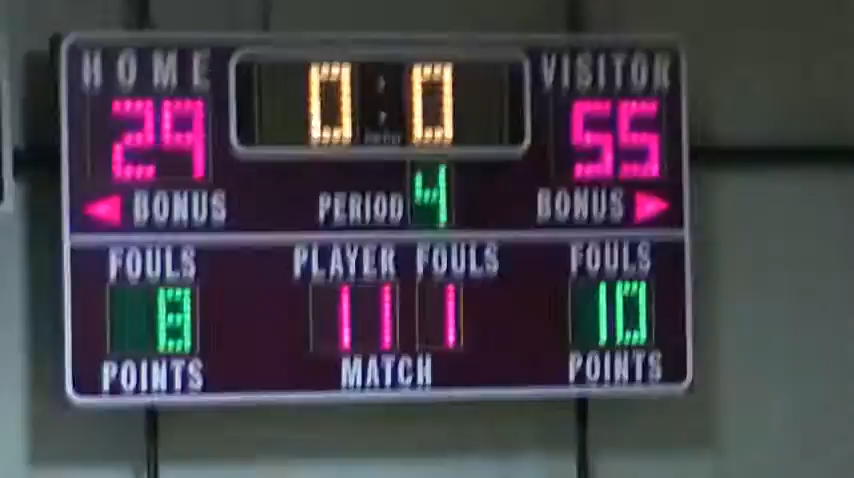 HOME 0:0 VISITOR
29 55
BONUS PERIOD 4 BONUS
FOULS PLAYER FOULS FOULS
8 11 1 10
POINTS MATCH POINTS